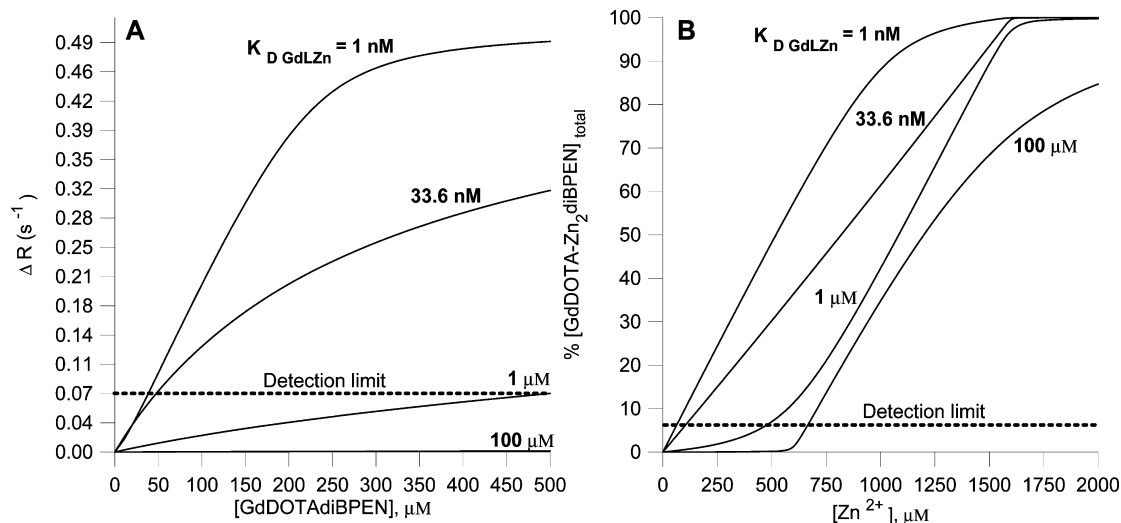 A
K D GdLZn = 1 nM
33.6 nM
Detection limit
1 μM
100 μM
Δ R (s -1 )
0.49
0.46
0.42
0.39
0.35
0.32
0.28
0.25
0.21
0.18
0.14
0.11
0.07
0.04
0.00
0 50 100 150 200 250 300 350 400 450 500
[GdDOTAdiBPEN], μM
B
K D GdLZn = 1 nM
33.6 nM
100 μM
1 μM
Detection limit
% [GdDOTA-Zn2diBPEN] total
100
90
80
70
60
50
40
30
20
10
0
0 250 500 750 1000 1250 1500 1750 2000
[Zn 2+ ], μM